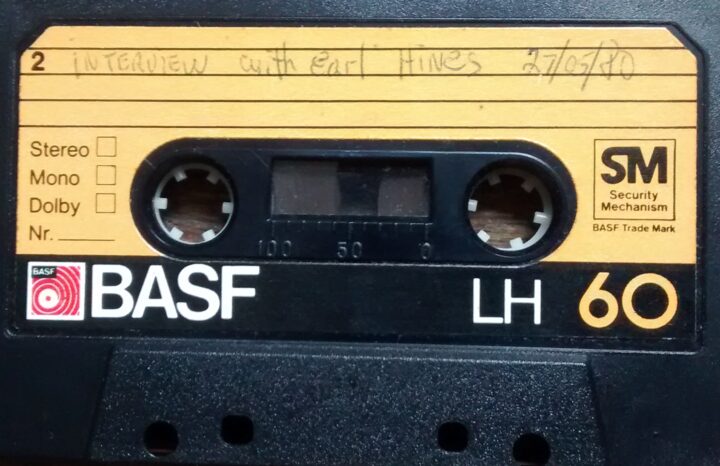 2 INTERVIEW with earl HINES 27/05/80
Stereo
Mono
Dolby
Nr.
SM
Security
Mechanism
BASF Trade Mark
100 50 0
BASF
BASF LH 60